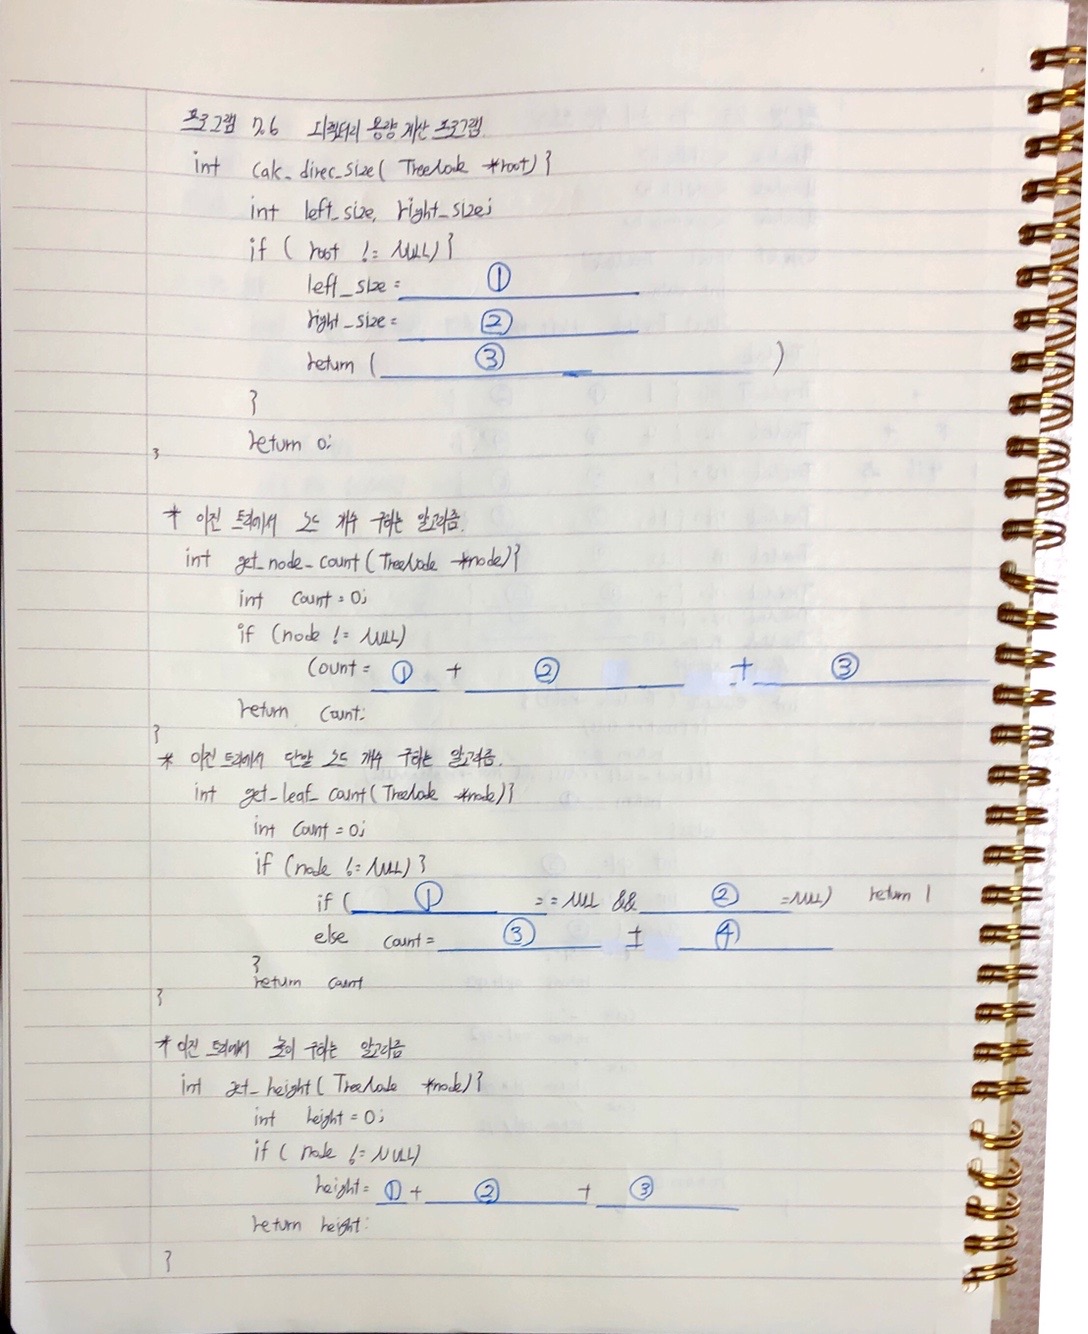 프로그램 7.6 디렉터리 용량 계산 프로그램
int calc_direc_size( TreeNode *root) {
int left_size, right_size;
if ( root != NULL) {
left_size = ①
right_size = ②
return ( ③ )
}
return 0;
}
* 이진 트리에서 노드 개수 구하는 알고리즘.
int get_node_count ( TreeNode *node) {
int count = 0;
if (node != NULL)
count = ① + ② + ③
return count;
}
* 이진 트리에서 단말 노드 개수 구하는 알고리즘.
int get_leaf_count ( TreeNode *node) {
int count = 0;
if (node != NULL) {
if ( ① == NULL && ② =NULL) return 1
else count = ③ + ④
}
return count
}
* 이진 트리에서 높이 구하는 알고리즘
int get_height ( TreeNode *node) {
int height = 0;
if ( node != NULL)
height = ① + ② + ③
return height;
}